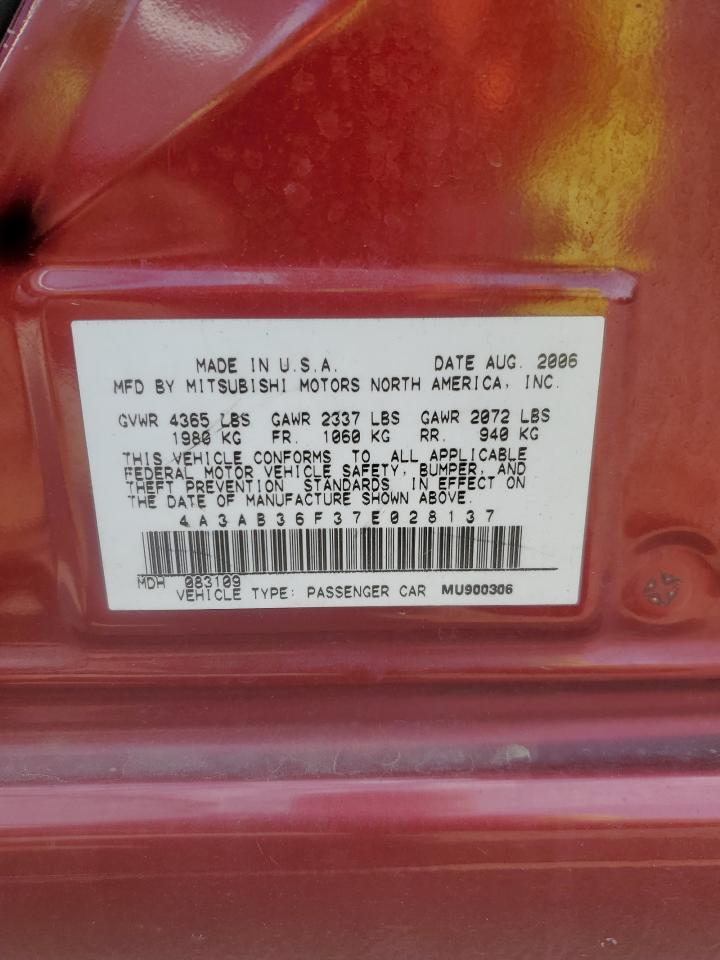 MADE IN U.S.A. DATE AUG. 2006
MFD BY MITSUBISHI MOTORS NORTH AMERICA, INC.
GVWR 4365 LBS GAWR 2337 LBS GAWR 2072 LBS
1980 KG FR. 1060 KG RR. 940 KG
THIS VEHICLE CONFORMS TO ALL APPLICABLE
FEDERAL MOTOR VEHICLE SAFETY, BUMPER, AND
THEFT PREVENTION STANDARDS IN EFFECT ON
THE DATE OF MANUFACTURE SHOWN ABOVE.
4A3AB36F37E028137
MDH 083109
VEHICLE TYPE: PASSENGER CAR MU900306